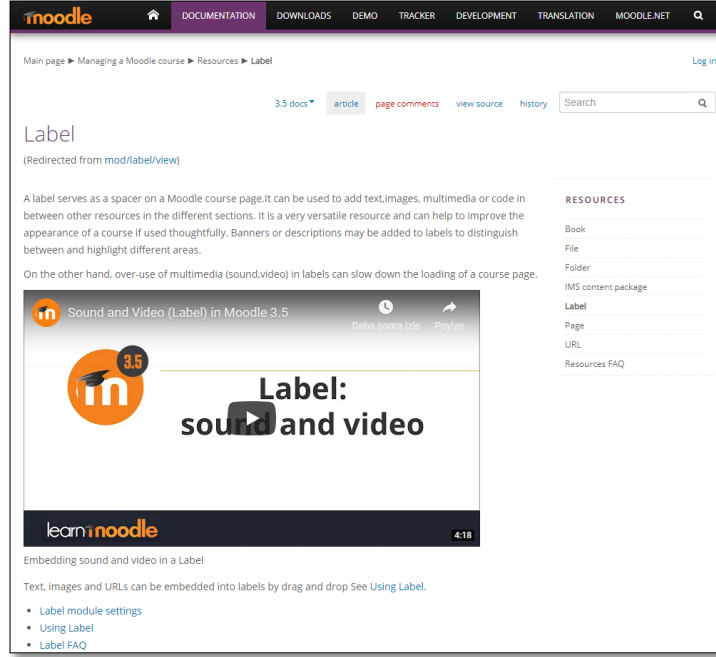 moodle
DOCUMENTATION DOWNLOADS DEMO TRACKER DEVELOPMENT TRANSLATION MOODLE.NET
Main page ► Managing a Moodle course ► Resources ► Label
Log in
3.5 docs article page comments view source history Search
Label
(Redirected from mod/label/view)
A label serves as a spacer on a Moodle course page.It can be used to add text,images, multimedia or code in
between other resources in the different sections. It is a very versatile resource and can help to improve the
appearance of a course if used thoughtfully. Banners or descriptions may be added to labels to distinguish
between and highlight different areas.
On the other hand, over-use of multimedia (sound,video) in labels can slow down the loading of a course page.
m Sound and Video (Label) in Moodle 3.5
Daha sonra izle Paylaş
3.5
m
Label:
sound and video
learn moodle
4:18
Embedding sound and video in a Label
Text, images and URLs can be embedded into labels by drag and drop See Using Label.
• Label module settings
• Using Label
• Label FAQ
RESOURCES
Book
File
Folder
IMS content package
Label
Page
URL
Resources FAQ